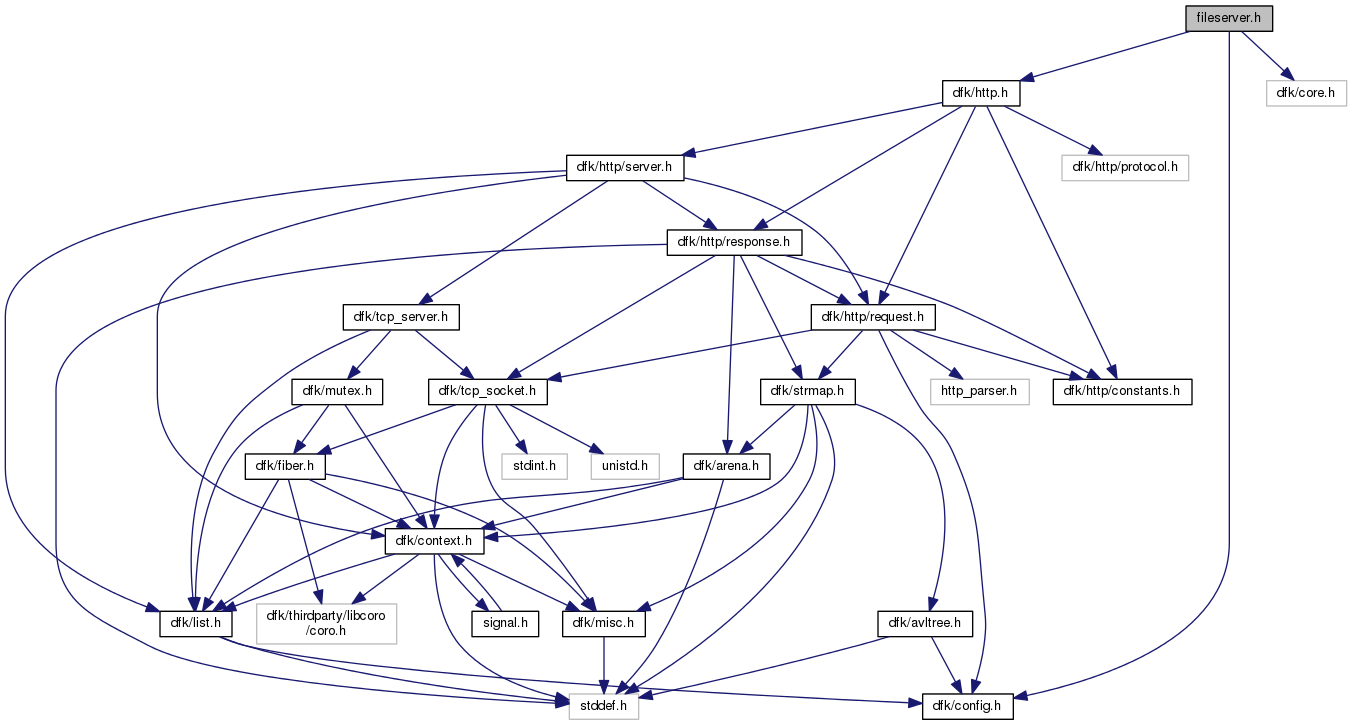 fileserver.h
dfk/http.h
dfk/core.h
dfk/http/server.h
dfk/http/protocol.h
dfk/http/response.h
dfk/tcp_server.h
dfk/http/request.h
dfk/mutex.h
dfk/tcp_socket.h
dfk/strmap.h
http_parser.h
dfk/http/constants.h
dfk/fiber.h
stdint.h
unistd.h
dfk/arena.h
dfk/context.h
dfk/list.h
dfk/thirdparty/libcoro
/coro.h
signal.h
dfk/misc.h
dfk/avltree.h
stddef.h
dfk/config.h